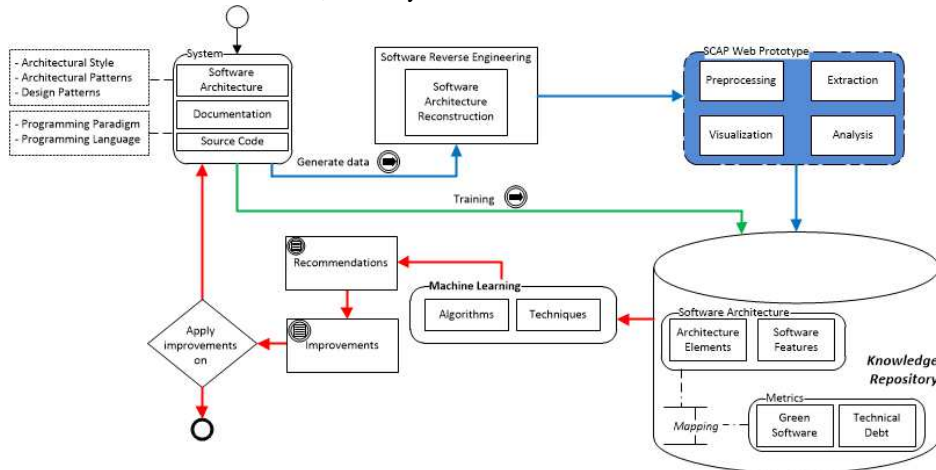 System
- Architectural Style
- Architectural Patterns
- Design Patterns
- Programming Paradigm
- Programming Language
Software
Architecture
Documentation
Source Code
Software Reverse Engineering
Software
Architecture
Reconstruction
SCAP Web Prototype
Preprocessing
Extraction
Visualization
Analysis
Generate data
Training
Recommendations
Improvements
Apply
improvements
on
Machine Learning
Algorithms
Techniques
Software Architecture
Architecture
Elements
Software
Features
Knowledge
Repository
Metrics
Mapping
Green
Software
Technical
Debt